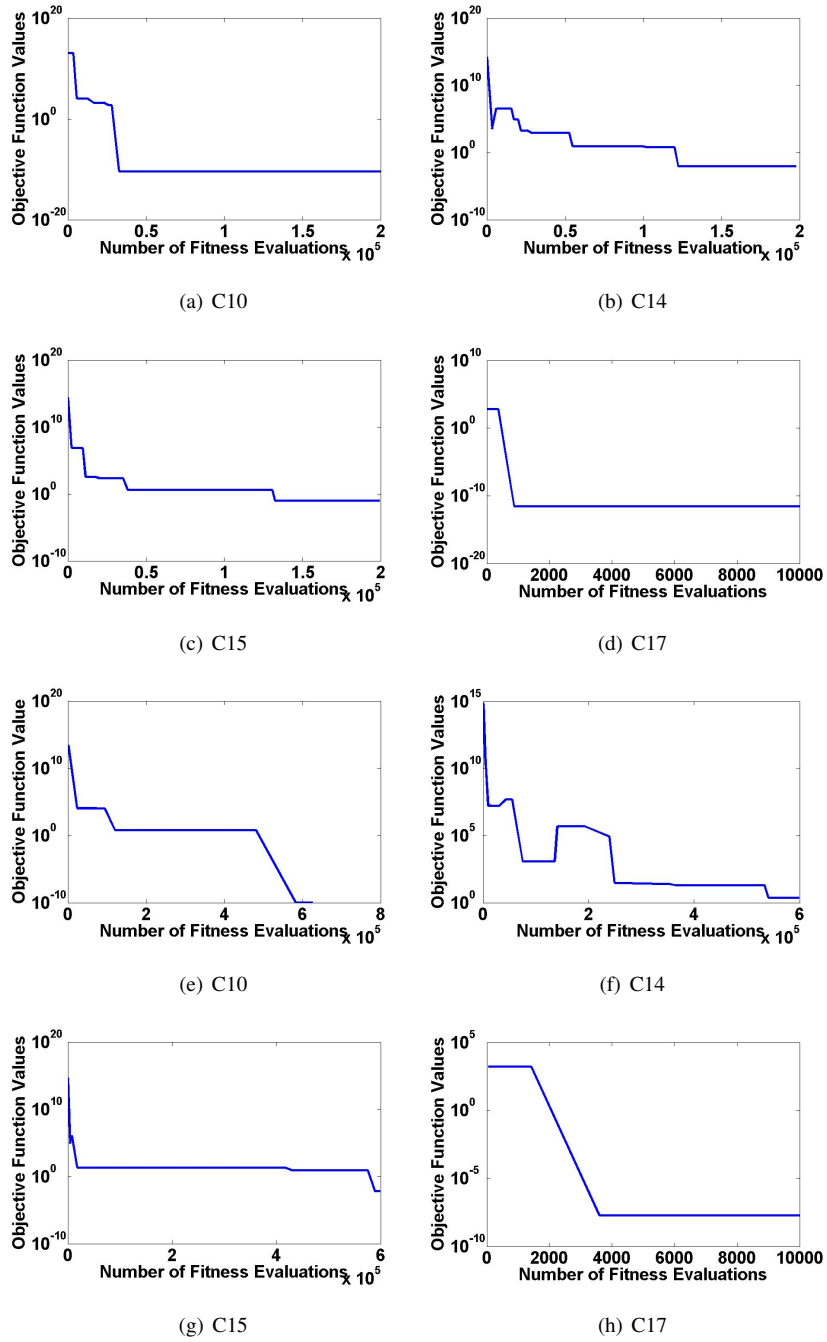 10^20
10^0
10^-20
Objective Function Values
0 0.5 1 1.5 2
Number of Fitness Evaluations
x 10^5
(a) C10
10^20
10^10
10^0
10^-10
Objective Function Values
0 0.5 1 1.5 2
Number of Fitness Evaluation
x 10^5
(b) C14
10^20
10^10
10^0
10^-10
Objective Function Values
0 0.5 1 1.5 2
Number of Fitness Evaluations
x 10^5
(c) C15
10^10
10^0
10^-10
10^-20
Objective Function Values
0 2000 4000 6000 8000 10000
Number of Fitness Evaluations
(d) C17
10^20
10^10
10^0
10^-10
Objective Function Value
0 2 4 6 8
Number of Fitness Evaluations
x 10^5
(e) C10
10^15
10^10
10^5
10^0
Objective Function Values
0 2 4 6
Number of Fitness Evaluations
x 10^5
(f) C14
10^20
10^10
10^0
10^-10
Objective Function Values
0 2 4 6
Number of Fitness Evaluations
x 10^5
(g) C15
10^5
10^0
10^-5
10^-10
Objective Function Values
0 2000 4000 6000 8000 10000
Number of Fitness Evaluations
(h) C17